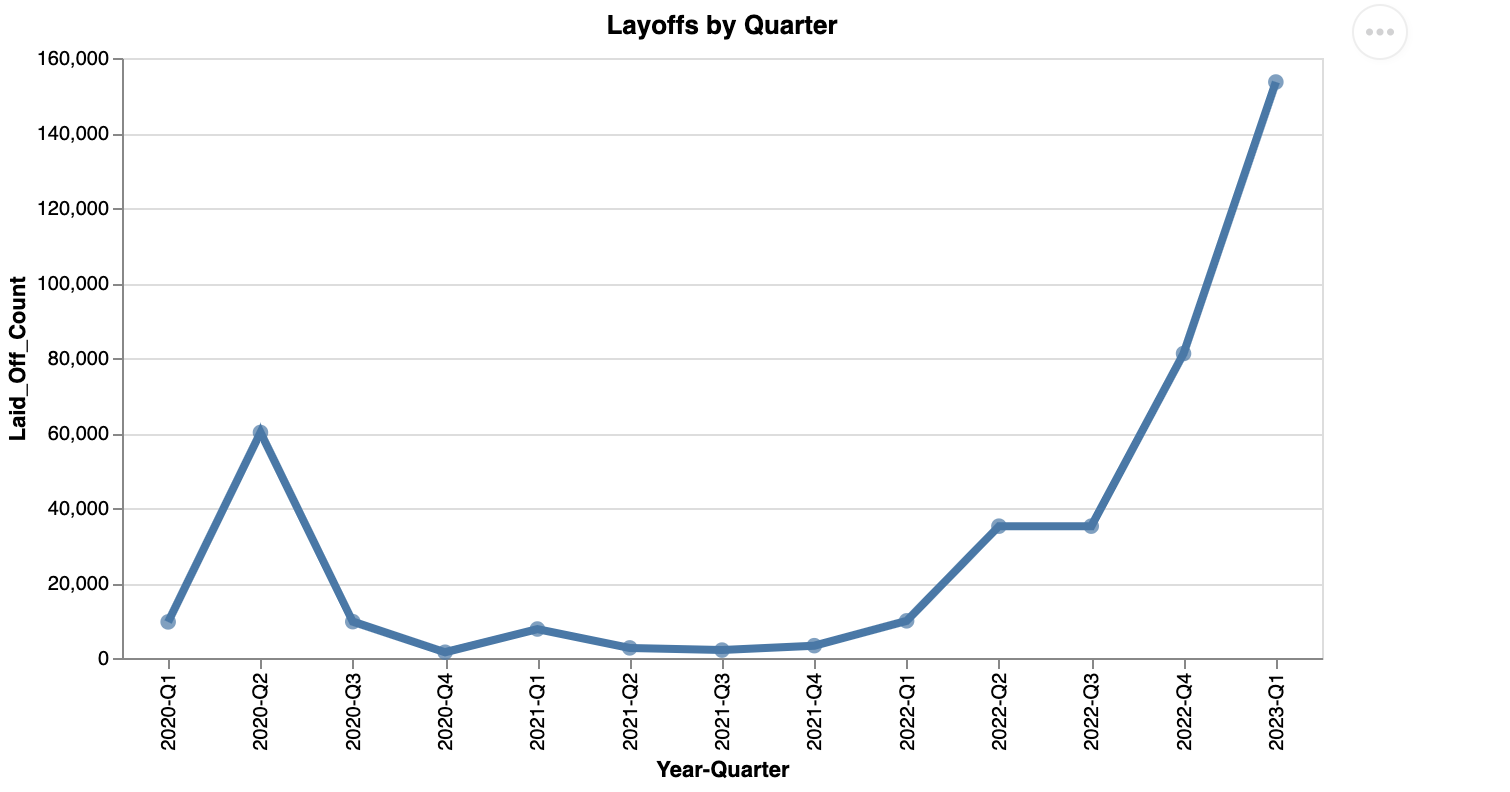 Layoffs by Quarter
160,000
140,000
120,000
100,000
80,000
60,000
40,000
20,000
0
Laid_Off_Count
2020-Q1
2020-Q2
2020-Q3
2020-Q4
2021-Q1
2021-Q2
2021-Q3
2021-Q4
2022-Q1
2022-Q2
2022-Q3
2022-Q4
2023-Q1
Year-Quarter